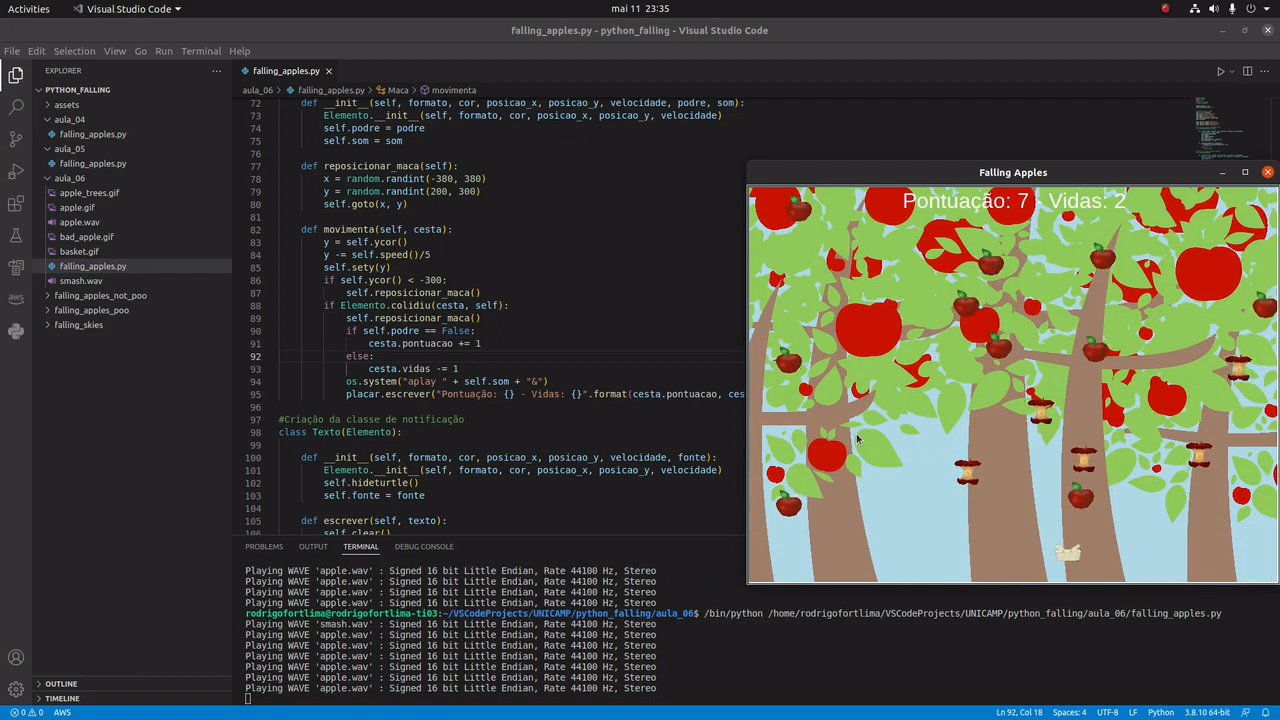 Activities
Visual Studio Code
mai 11 23:35
falling_apples.py - python_falling - Visual Studio Code
File Edit Selection View Go Run Terminal Help
EXPLORER
PYTHON_FALLING
assets
aula_04
falling_apples.py
aula_05
falling_apples.py
aula_06
apple_trees.gif
apple.gif
apple.wav
bad_apple.gif
basket.gif
falling_apples.py
smash.wav
falling_apples_not_poo
falling_apples_poo
falling_skies
aws
OUTLINE
TIMELINE
falling_apples.py
aula_06 > falling_apples.py > Maca > movimenta
72 def __init__(self, formato, cor, posicao_x, posicao_y, velocidade, podre, som):
73 Elemento.__init__(self, formato, cor, posicao_x, posicao_y, velocidade)
74 self.podre = podre
75 self.som = som
76
77 def reposicionar_maca(self):
78 x = random.randint(-380, 380)
79 y = random.randint(200, 300)
80 self.goto(x, y)
81
82 def movimenta(self, cesta):
83 y = self.ycor()
84 y -= self.speed()/5
85 self.sety(y)
86 if self.ycor() < -300:
87 self.reposicionar_maca()
88 if Elemento.colidiu(cesta, self):
89 self.reposicionar_maca()
90 if self.podre == False:
91 cesta.pontuacao += 1
92 else:
93 cesta.vidas -= 1
94 os.system("aplay " + self.som + "&")
95 placar.escrever("Pontuação: {} - Vidas: {}".format(cesta.pontuacao, ces
96
97 #Criação da classe de notificação
98 class Texto(Elemento):
99
100 def __init__(self, formato, cor, posicao_x, posicao_y, velocidade, fonte):
101 Elemento.__init__(self, formato, cor, posicao_x, posicao_y, velocidade)
102 self.hideturtle()
103 self.fonte = fonte
104
105 def escrever(self, texto):
106 self.clear()
Falling Apples
Pontuação: 7 - Vidas: 2
PROBLEMS OUTPUT TERMINAL DEBUG CONSOLE
Playing WAVE 'apple.wav' : Signed 16 bit Little Endian, Rate 44100 Hz, Stereo
Playing WAVE 'apple.wav' : Signed 16 bit Little Endian, Rate 44100 Hz, Stereo
Playing WAVE 'apple.wav' : Signed 16 bit Little Endian, Rate 44100 Hz, Stereo
Playing WAVE 'apple.wav' : Signed 16 bit Little Endian, Rate 44100 Hz, Stereo
rodrigofortlima@rodrigofortlima-ti03:~/VSCodeProjects/UNICAMP/python_falling/aula_06$ /bin/python /home/rodrigofortlima/VSCodeProjects/UNICAMP/python_falling/aula_06/falling_apples.py
Playing WAVE 'smash.wav' : Signed 16 bit Little Endian, Rate 44100 Hz, Stereo
Playing WAVE 'apple.wav' : Signed 16 bit Little Endian, Rate 44100 Hz, Stereo
Playing WAVE 'apple.wav' : Signed 16 bit Little Endian, Rate 44100 Hz, Stereo
Playing WAVE 'apple.wav' : Signed 16 bit Little Endian, Rate 44100 Hz, Stereo
Playing WAVE 'apple.wav' : Signed 16 bit Little Endian, Rate 44100 Hz, Stereo
Playing WAVE 'apple.wav' : Signed 16 bit Little Endian, Rate 44100 Hz, Stereo
Playing WAVE 'apple.wav' : Signed 16 bit Little Endian, Rate 44100 Hz, Stereo
0 0 AWS
Ln 92, Col 18 Spaces: 4 UTF-8 LF Python 3.8.10 64-bit